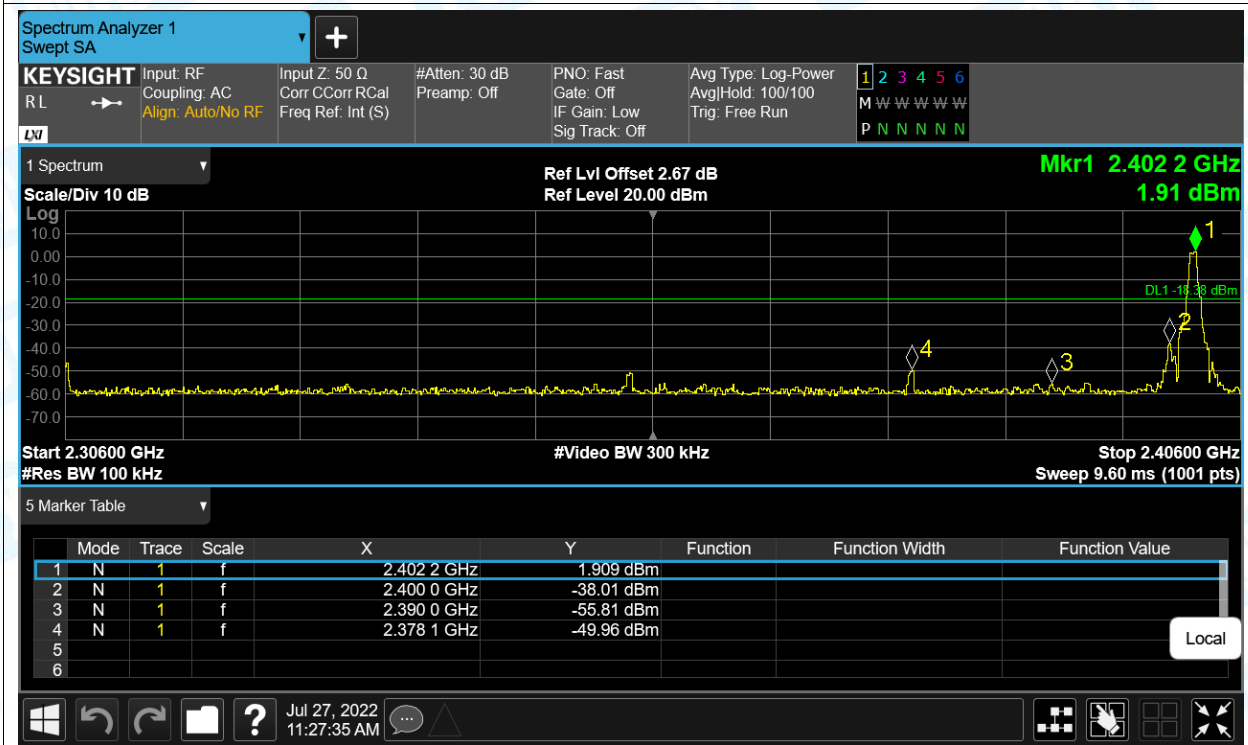 Spectrum Analyzer 1
Swept SA
KEYSIGHT
R L
LXI
Input: RF
Coupling: AC
Align: Auto/No RF
Input Z: 50 Ω
Corr CCorr RCal
Freq Ref: Int (S)
#Atten: 30 dB
Preamp: Off
PNO: Fast
Gate: Off
IF Gain: Low
Sig Track: Off
Avg Type: Log-Power
Avg|Hold: 100/100
Trig: Free Run
1 2 3 4 5 6
M W W W W W
P N N N N N
1 Spectrum
Scale/Div 10 dB
Ref Lvl Offset 2.67 dB
Ref Level 20.00 dBm
Mkr1 2.402 2 GHz
1.91 dBm
Log
10.0
0.00
-10.0
-20.0
-30.0
-40.0
-50.0
-60.0
-70.0
1
DL1 -18.38 dBm
2
4
3
Start 2.30600 GHz
#Video BW 300 kHz
Stop 2.40600 GHz
#Res BW 100 kHz
Sweep 9.60 ms (1001 pts)
5 Marker Table
Mode Trace Scale X Y Function Function Width Function Value
1 N 1 f 2.402 2 GHz 1.909 dBm
2 N 1 f 2.400 0 GHz -38.01 dBm
3 N 1 f 2.390 0 GHz -55.81 dBm
4 N 1 f 2.378 1 GHz -49.96 dBm
5
6
Local
?
Jul 27, 2022
11:27:35 AM